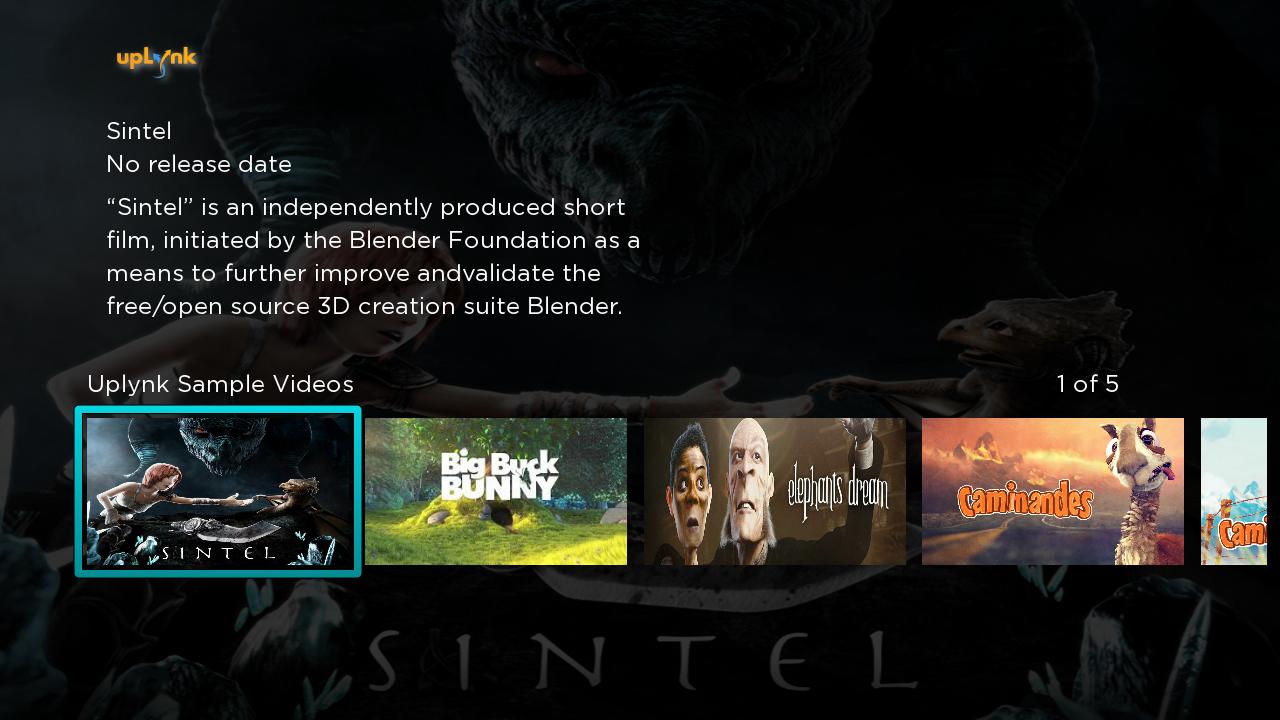 upLynk
Sintel
No release date
“Sintel” is an independently produced short
film, initiated by the Blender Foundation as a
means to further improve andvalidate the
free/open source 3D creation suite Blender.
Uplynk Sample Videos
1 of 5
SINTEL
Big Buck
BUNNY
elephants dream
Caminandes
Cami
SINTEL